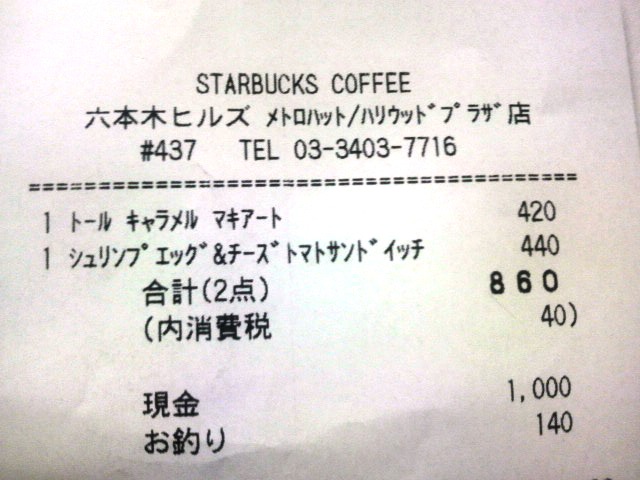 STARBUCKS COFFEE
六本木ヒルズ ﾒﾄﾛﾊｯﾄ/ﾊﾘｳｯﾄﾞﾌﾟﾗｻﾞ店
#437 TEL 03-3403-7716
========================================
1 ﾄｰﾙ ｷｬﾗﾒﾙ ﾏｷｱｰﾄ 420
1 ｼｭﾘﾝﾌﾟｴｯｸﾞ&ﾁｰｽﾞﾄﾏﾄｻﾝﾄﾞｲｯﾁ 440
合計(2点) 860
(内消費税 40)
現金 1,000
お釣り 140